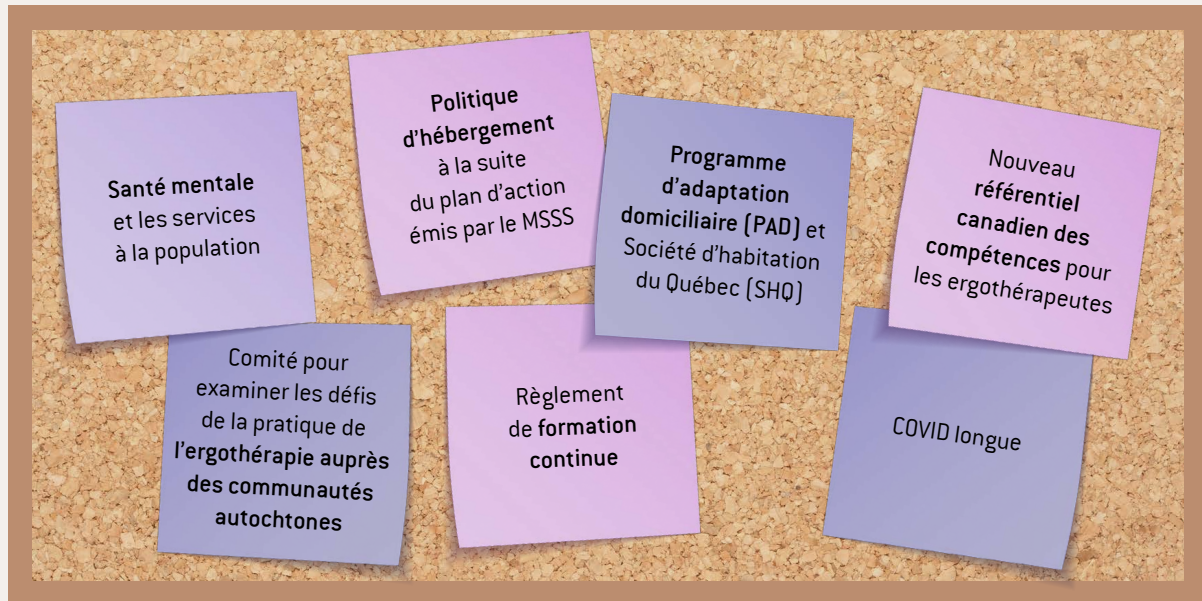 Santé mentale
et les services
à la population
Politique
d'hébergement
à la suite
du plan d'action
émis par le MSSS
Programme
d'adaptation
domiciliaire (PAD) et
Société d'habitation
du Québec (SHQ)
Nouveau
référentiel
canadien des
compétences pour
les ergothérapeutes
Comité pour
examiner les défis
de la pratique de
l'ergothérapie auprès
des communautés
autochtones
Règlement
de formation
continue
COVID longue